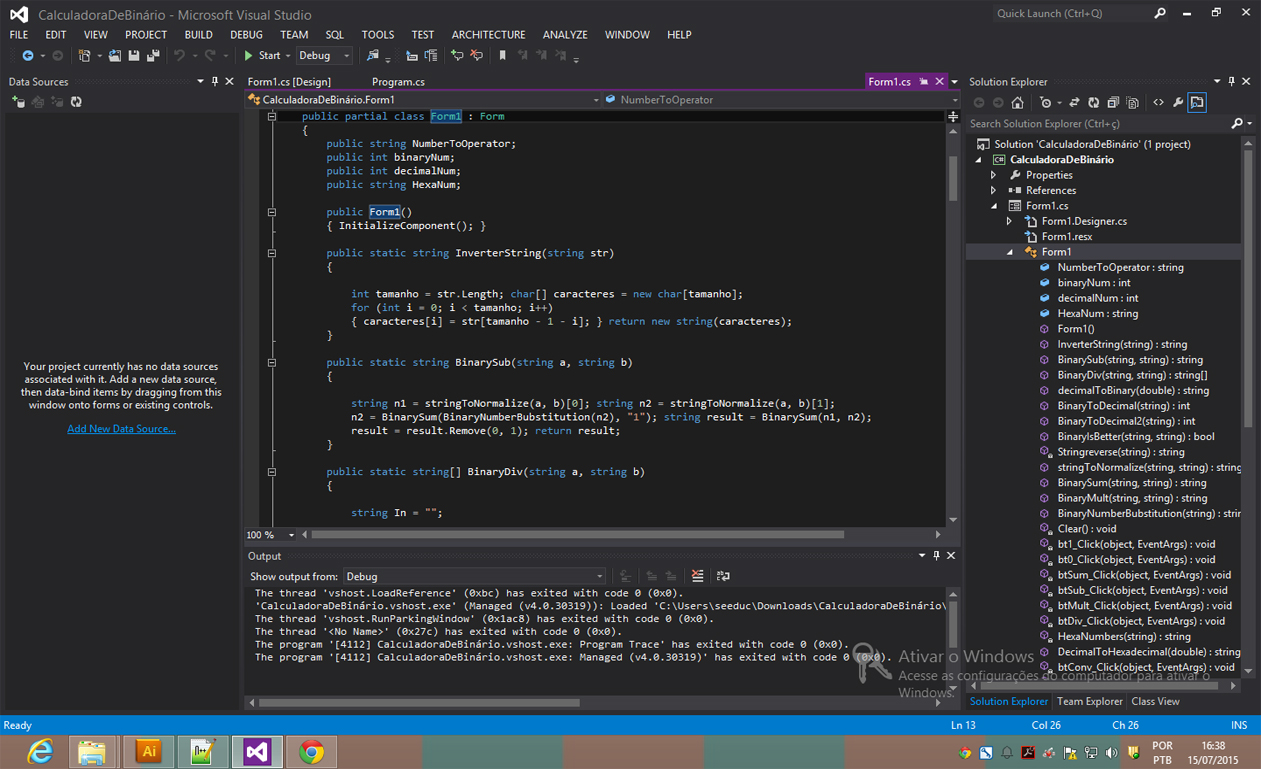 CalculadoraDeBinário - Microsoft Visual Studio
Quick Launch (Ctrl+Q)
FILE EDIT VIEW PROJECT BUILD DEBUG TEAM SQL TOOLS TEST ARCHITECTURE ANALYZE WINDOW HELP
Start Debug
Data Sources
Your project currently has no data sources
associated with it. Add a new data source,
then data-bind items by dragging from this
window onto forms or existing controls.
Add New Data Source...
Form1.cs [Design] Program.cs Form1.cs
CalculadoraDeBinário.Form1 NumberToOperator
public partial class Form1 : Form
{
public string NumberToOperator;
public int binaryNum;
public int decimalNum;
public string HexaNum;
public Form1()
{ InitializeComponent(); }
public static string InverterString(string str)
{
int tamanho = str.Length; char[] caracteres = new char[tamanho];
for (int i = 0; i < tamanho; i++)
{ caracteres[i] = str[tamanho - 1 - i]; } return new string(caracteres);
}
public static string BinarySub(string a, string b)
{
string n1 = stringToNormalize(a, b)[0]; string n2 = stringToNormalize(a, b)[1];
n2 = BinarySum(BinaryNumberBubstitution(n2), "1"); string result = BinarySum(n1, n2);
result = result.Remove(0, 1); return result;
}
public static string[] BinaryDiv(string a, string b)
{
string In = "";
100 %
Output
Show output from: Debug
The thread 'vshost.LoadReference' (0xbc) has exited with code 0 (0x0).
'CalculadoraDeBinário.vshost.exe' (Managed (v4.0.30319)): Loaded 'C:\Users\seeduc\Downloads\CalculadoraDeBinário\
The thread 'vshost.RunParkingWindow' (0x1ac8) has exited with code 0 (0x0).
The thread '<No Name>' (0x27c) has exited with code 0 (0x0).
The program '[4112] CalculadoraDeBinário.vshost.exe: Program Trace' has exited with code 0 (0x0).
The program '[4112] CalculadoraDeBinário.vshost.exe: Managed (v4.0.30319)' has exited with code 0 (0x0).
Solution Explorer
Search Solution Explorer (Ctrl+ç)
Solution 'CalculadoraDeBinário' (1 project)
CalculadoraDeBinário
Properties
References
Form1.cs
Form1.Designer.cs
Form1.resx
Form1
NumberToOperator : string
binaryNum : int
decimalNum : int
HexaNum : string
Form1()
InverterString(string) : string
BinarySub(string, string) : string
BinaryDiv(string, string) : string[]
decimalToBinary(double) : string
BinaryToDecimal(string) : int
BinaryToDecimal2(string) : int
BinaryIsBetter(string, string) : bool
Stringreverse(string) : string
stringToNormalize(string, string) : string
BinarySum(string, string) : string
BinaryMult(string, string) : string
BinaryNumberBubstitution(string) : strin
Clear() : void
bt1_Click(object, EventArgs) : void
bt0_Click(object, EventArgs) : void
btSum_Click(object, EventArgs) : void
btSub_Click(object, EventArgs) : void
btMult_Click(object, EventArgs) : void
btDiv_Click(object, EventArgs) : void
HexaNumbers(string) : string
DecimalToHexadecimal(double) : string
btConv_Click(object, EventArgs) : void
Ativar o Windows
Acesse as configurações do computador para ativar o
Windows.
Solution Explorer Team Explorer Class View
Ready Ln 13 Col 26 Ch 26 INS
Ai
POR 16:38
PTB 15/07/2015